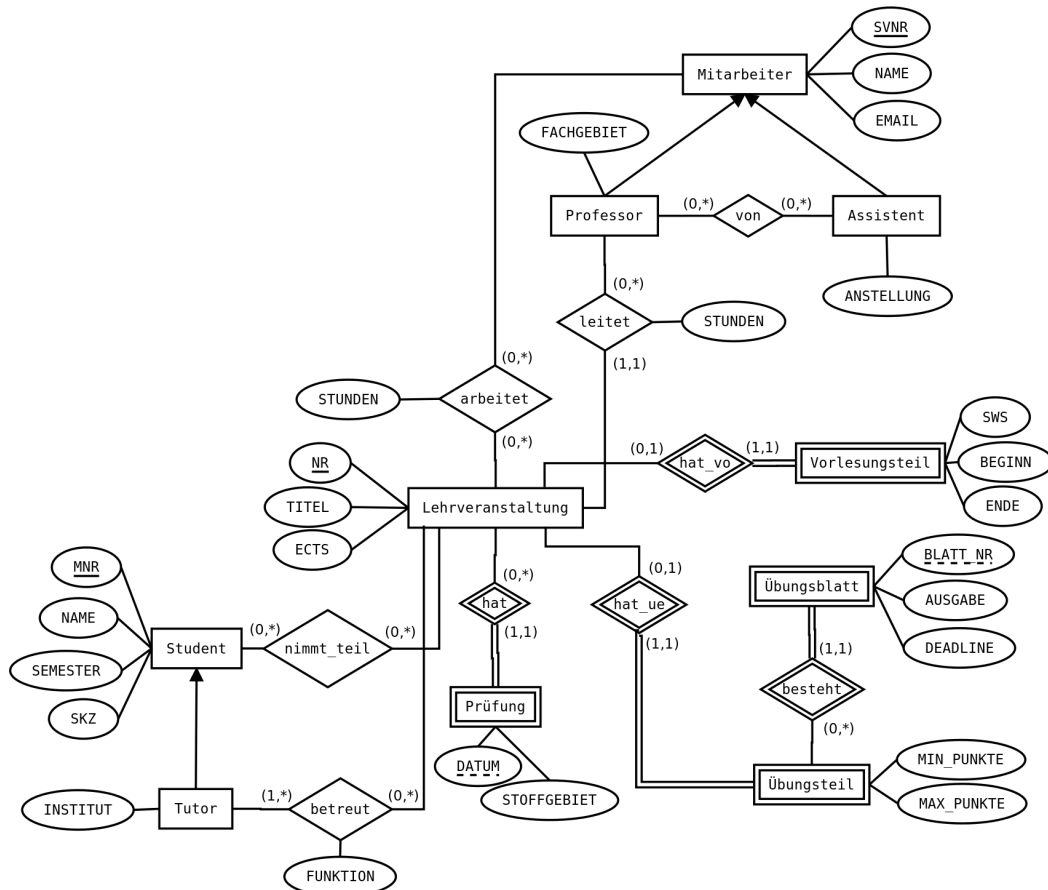 SVNR
Mitarbeiter
NAME
EMAIL
FACHGEBIET
Professor
(0,*)
von
(0,*)
Assistent
(0,*)
ANSTELLUNG
leitet
STUNDEN
(0,*)
(1,1)
STUNDEN
arbeitet
(0,*)
SWS
(0,1)
hat_vo
(1,1)
Vorlesungsteil
BEGINN
ENDE
NR
TITEL
Lehrveranstaltung
ECTS
MNR
(0,*)
(0,1)
BLATT_NR
Übungsblatt
hat
hat_ue
AUSGABE
NAME
(0,*)
(0,*)
(1,1)
(1,1)
(1,1)
DEADLINE
Student
nimmt_teil
SEMESTER
besteht
SKZ
Prüfung
(0,*)
DATUM
MIN_PUNKTE
Übungsteil
STOFFGEBIET
MAX_PUNKTE
INSTITUT
Tutor
(1,*)
betreut
(0,*)
FUNKTION